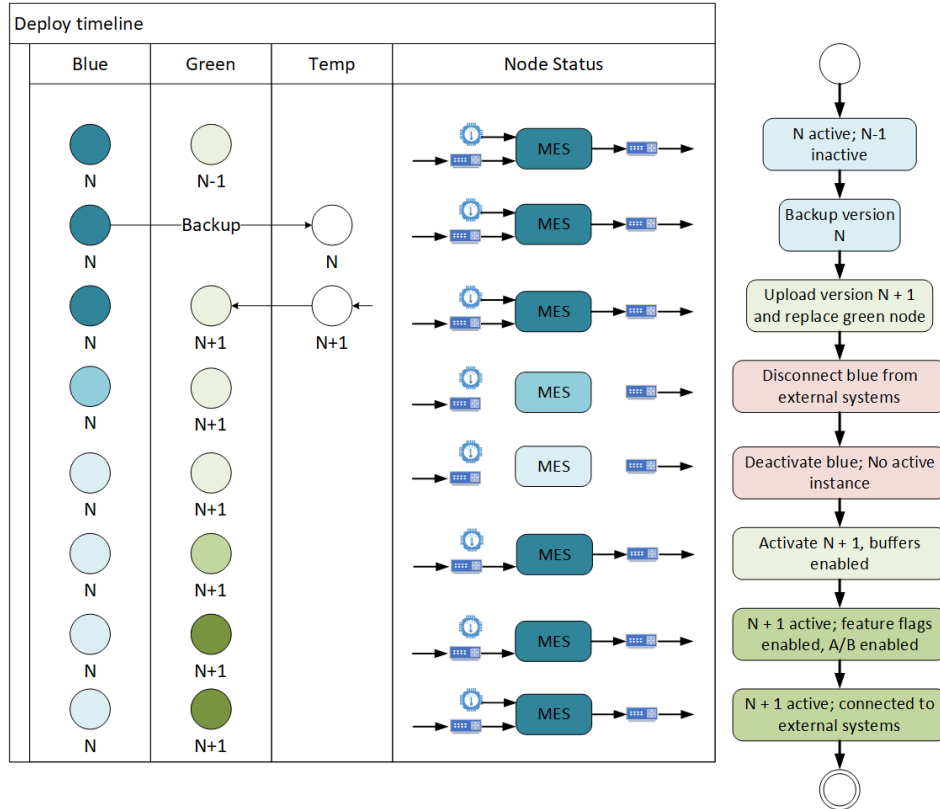 Deploy timeline
Blue
Green
Temp
Node Status
N
N-1
MES
N
Backup
N
MES
N
N+1
N+1
MES
N
N+1
MES
N
N+1
MES
N
N+1
MES
N
N+1
MES
N
N+1
MES
N active; N-1
inactive
Backup version
N
Upload version N + 1
and replace green node
Disconnect blue from
external systems
Deactivate blue; No active
instance
Activate N + 1, buffers
enabled
N + 1 active; feature flags
enabled, A/B enabled
N + 1 active; connected to
external systems